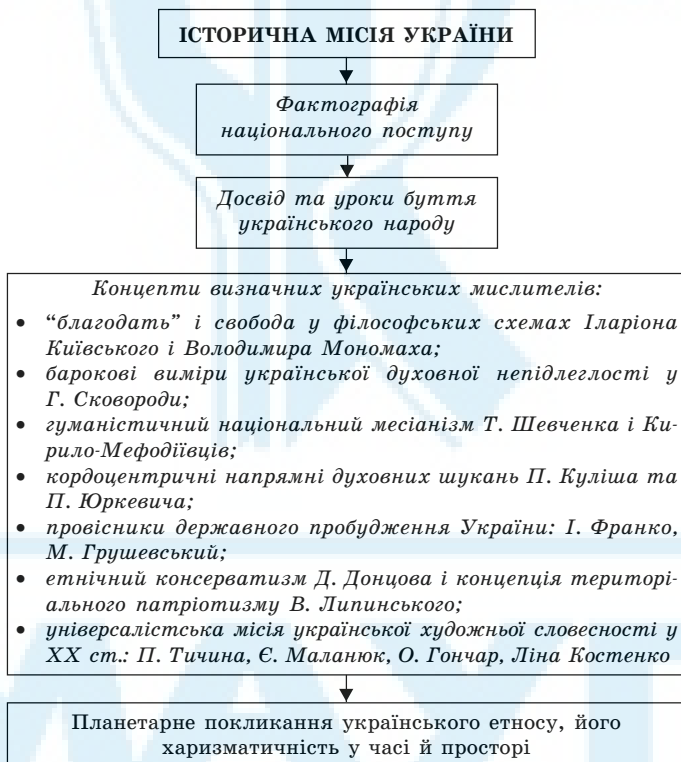 ІСТОРИЧНА МІСІЯ УКРАЇНИ
Фактографія
національного поступу
Досвід та уроки буття
українського народу
Концепти визначних українських мислителів:
• “благодать” і свобода у філософських схемах Іларіона
Київського і Володимира Мономаха;
• барокові виміри української духовної непідлеглості у
Г. Сковороди;
• гуманістичний національний месіанізм Т. Шевченка і Ки-
рило-Мефодіївців;
• кордоцентричні напрямні духовних шукань П. Куліша та
П. Юркевича;
• провісники державного пробудження України: І. Франко,
М. Грушевський;
• етнічний консерватизм Д. Донцова і концепція територі-
ального патріотизму В. Липинського;
• універсалістська місія української художньої словесності у
XX ст.: П. Тичина, Є. Маланюк, О. Гончар, Ліна Костенко
Планетарне покликання українського етносу, його
харизматичність у часі й просторі
МАУП